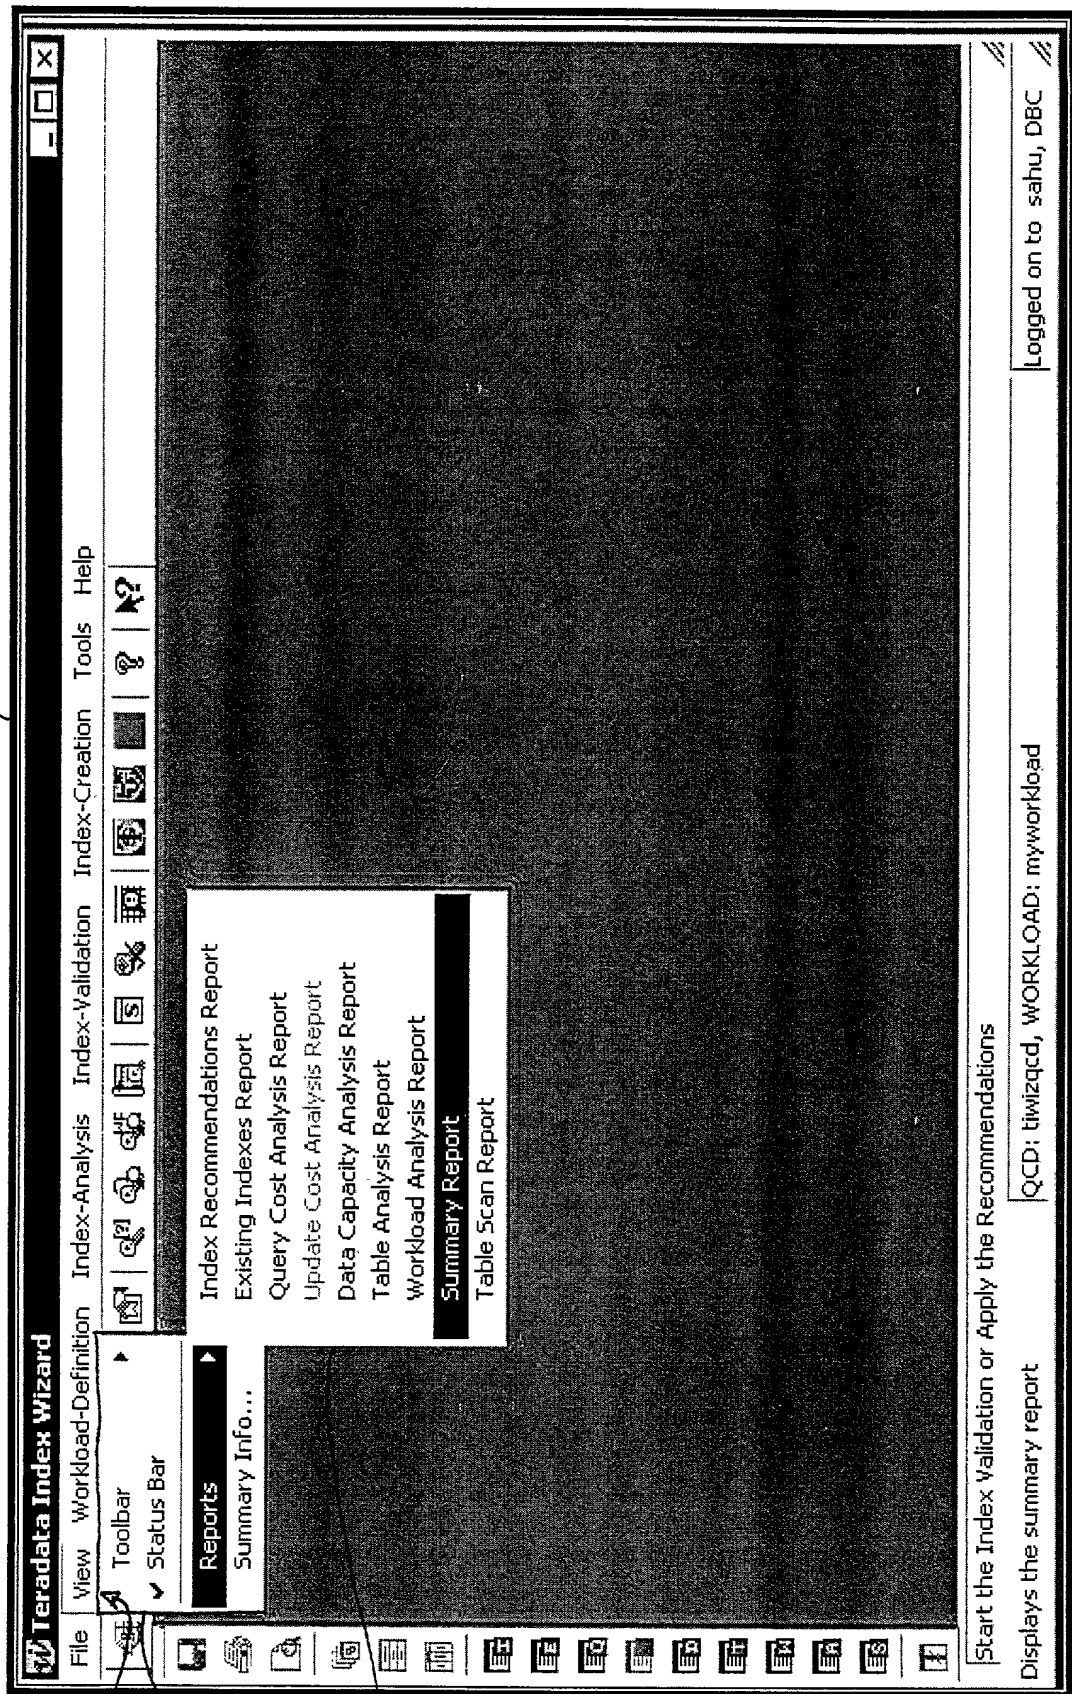 Teradata Index Wizard
File View Workload-Definition Index-Analysis Index-Validation Index-Creation Tools Help
Toolbar
Status Bar
Reports
Summary Info...
Index Recommendations Report
Existing Indexes Report
Query Cost Analysis Report
Update Cost Analysis Report
Data Capacity Analysis Report
Table Analysis Report
Workload Analysis Report
Summary Report
Table Scan Report
Start the Index Validation or Apply the Recommendations
Displays the summary report
QCD: tiwizqcd, WORKLOAD: myworkload
Logged on to sahu, DBC